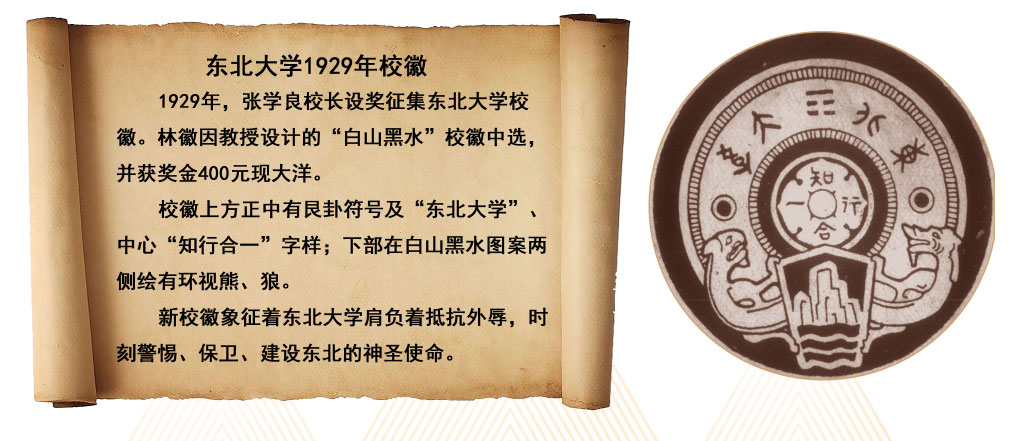 东北大学1929年校徽
1929年，张学良校长设奖征集东北大学校
徽。林徽因教授设计的“白山黑水”校徽中选，
并获奖金400元现大洋。
校徽上方正中有艮卦符号及“东北大学”、
中心“知行合一”字样；下部在白山黑水图案两
侧绘有环视熊、狼。
新校徽象征着东北大学肩负着抵抗外辱，时
刻警惕、保卫、建设东北的神圣使命。
東北大學
知行合一